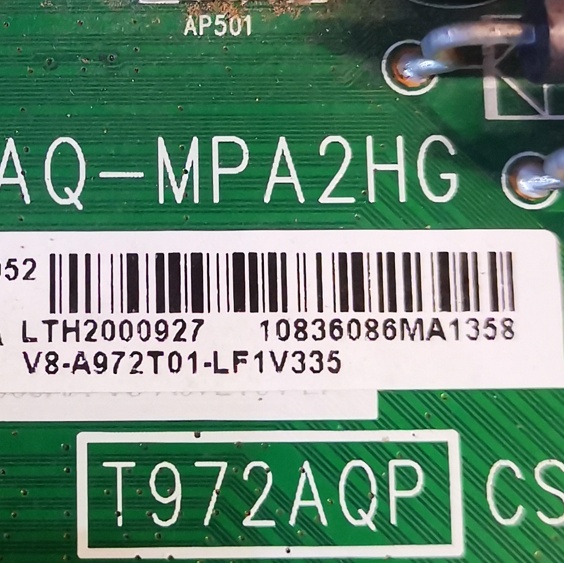 AP501
AQ-MPA2HG
052
LTH2000927 10836086MA1358
V8-A972T01-LF1V335
T972AQP CS